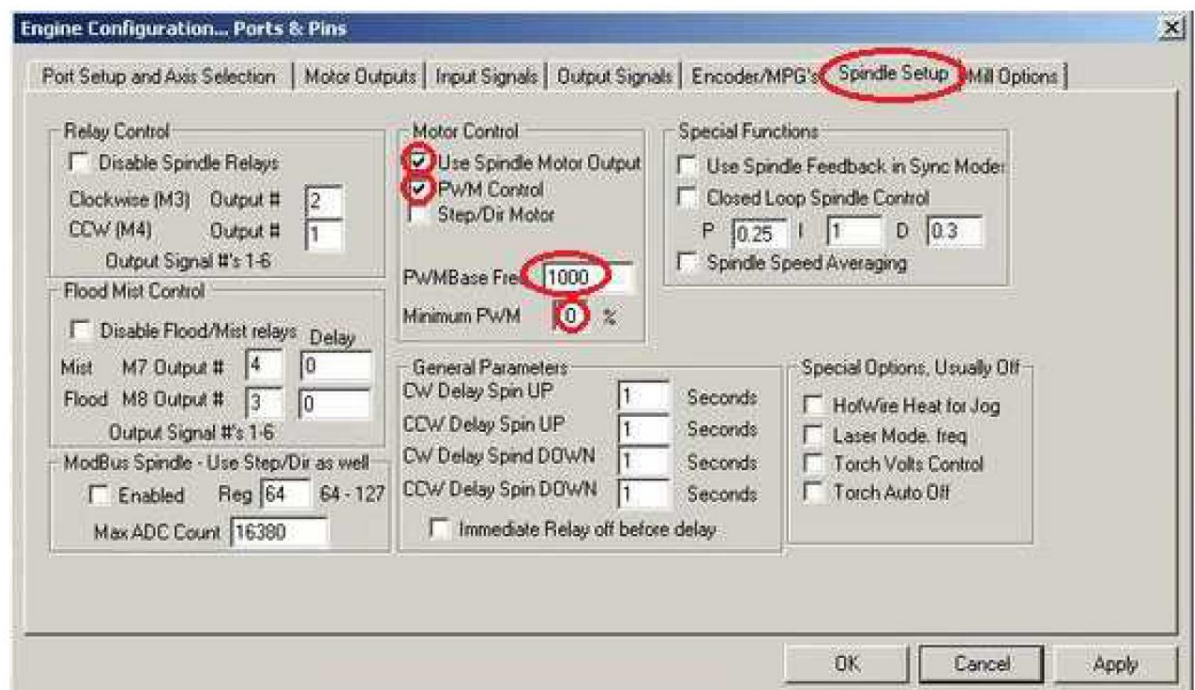 Engine Configuration... Ports & Pins
Port Setup and Axis Selection
Motor Outputs
Input Signals
Output Signals
Encoder/MPG's
Spindle Setup
Mill Options
Relay Control
Disable Spindle Relays
Clockwise (M3) Output # 2
CCW (M4) Output # 1
Output Signal #'s 1-6
Flood Mist Control
Disable Flood/Mist relays Delay
Mist M7 Output # 4 0
Flood M8 Output # 3 0
Output Signal #'s 1-6
ModBus Spindle - Use Step/Dir as well
Enabled Reg 64 64 - 127
Max ADC Count 16380
Motor Control
Use Spindle Motor Output
PWM Control
Step/Dir Motor
PWMBase Freq 1000
Minimum PWM 0 %
General Parameters
CW Delay Spin UP 1 Seconds
CCW Delay Spin UP 1 Seconds
CW Delay Spind DOWN 1 Seconds
CCW Delay Spin DOWN 1 Seconds
Immediate Relay off before delay
Special Functions
Use Spindle Feedback in Sync Modes
Closed Loop Spindle Control
P 0.25 I 1 D 0.3
Spindle Speed Averaging
Special Options, Usually Off
HotWire Heat for Jog
Laser Mode. freq
Torch Volts Control
Torch Auto Off
OK
Cancel
Apply